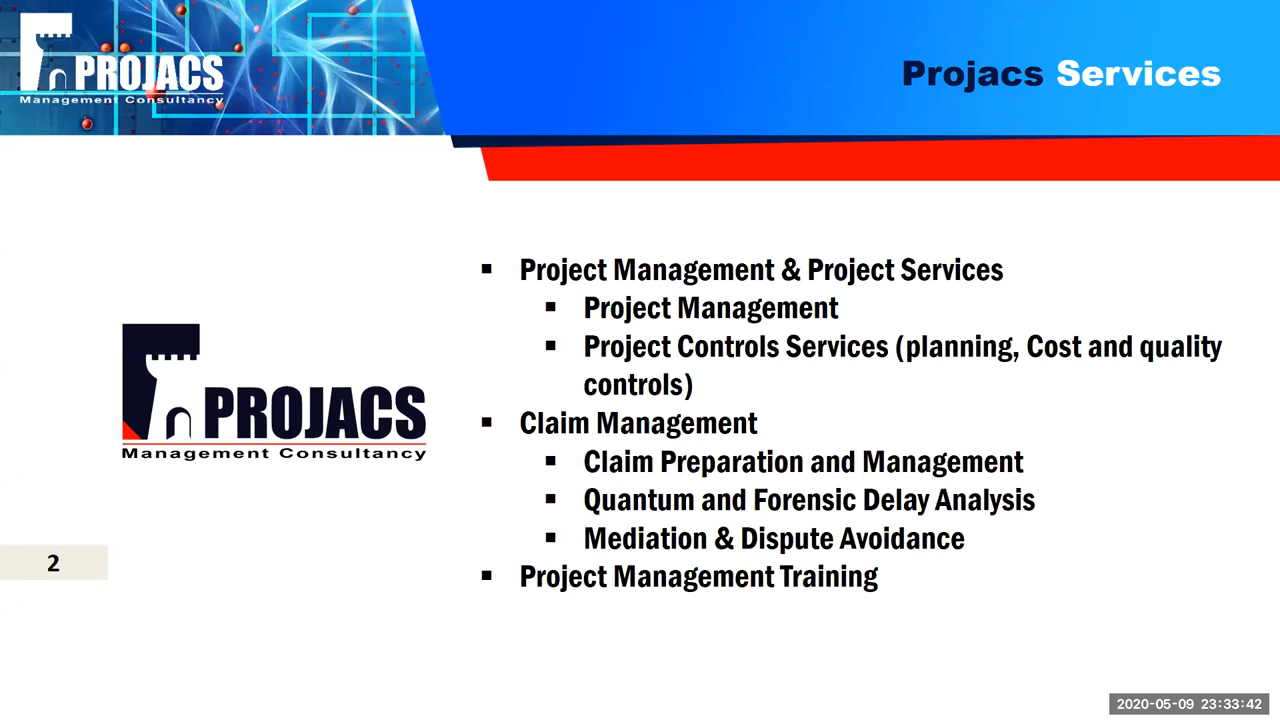 PROJACS
Management Consultancy
Projacs Services
▪ Project Management & Project Services
▪ Project Management
▪ Project Controls Services (planning, Cost and quality
controls)
▪ Claim Management
▪ Claim Preparation and Management
▪ Quantum and Forensic Delay Analysis
▪ Mediation & Dispute Avoidance
▪ Project Management Training
PROJACS
Management Consultancy
2
2020-05-09 23:33:42